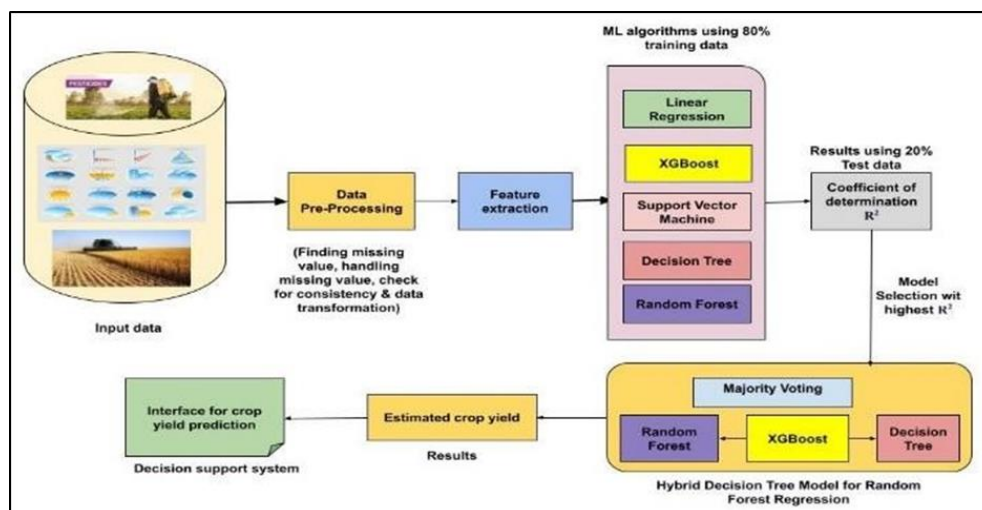 ML algorithms using 80%
training data
PESTICIDES
Linear
Regression
XGBoost
Support Vector
Machine
Decision Tree
Random Forest
Data
Pre-Processing
Feature
extraction
(Finding missing
value, handling
missing value, check
for consistency & data
transformation)
Input data
Results using 20%
Test data
Coefficient of
determination R²
Model
Selection wit
highest R²
Majority Voting
Random
Forest
XGBoost
Decision
Tree
Hybrid Decision Tree Model for Random
Forest Regression
Estimated crop yield
Results
Interface for crop
yield prediction
Decision support system